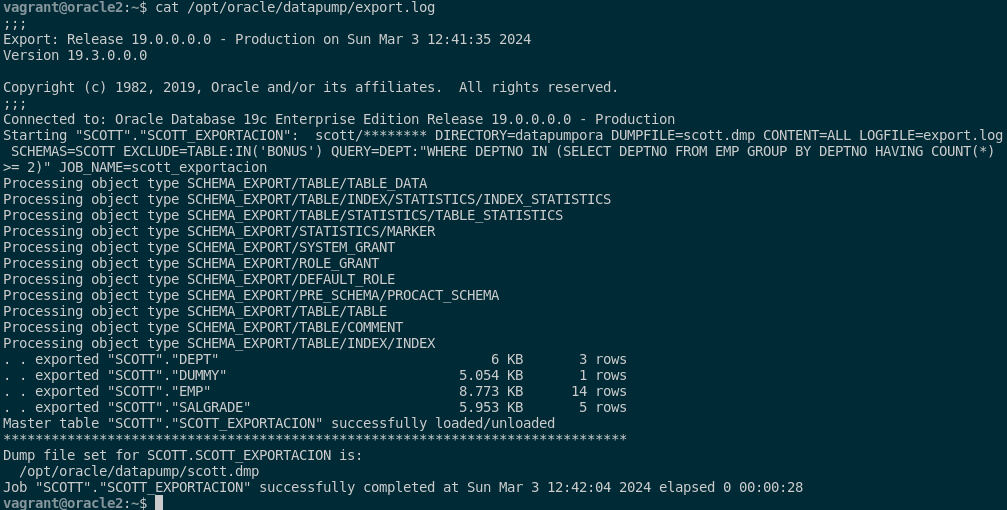 vagrant@oracle2:~$ cat /opt/oracle/datapump/export.log
;;;
Export: Release 19.0.0.0.0 - Production on Sun Mar 3 12:41:35 2024
Version 19.3.0.0.0
Copyright (c) 1982, 2019, Oracle and/or its affiliates.  All rights reserved.
;;;
Connected to: Oracle Database 19c Enterprise Edition Release 19.0.0.0.0 - Production
Starting "SCOTT"."SCOTT_EXPORTACION":  scott/******** DIRECTORY=datapumpora DUMPFILE=scott.dmp CONTENT=ALL LOGFILE=export.log
 SCHEMAS=SCOTT EXCLUDE=TABLE:IN('BONUS') QUERY=DEPT:"WHERE DEPTNO IN (SELECT DEPTNO FROM EMP GROUP BY DEPTNO HAVING COUNT(*)
>= 2)" JOB_NAME=scott_exportacion
Processing object type SCHEMA_EXPORT/TABLE/TABLE_DATA
Processing object type SCHEMA_EXPORT/TABLE/INDEX/STATISTICS/INDEX_STATISTICS
Processing object type SCHEMA_EXPORT/TABLE/STATISTICS/TABLE_STATISTICS
Processing object type SCHEMA_EXPORT/STATISTICS/MARKER
Processing object type SCHEMA_EXPORT/SYSTEM_GRANT
Processing object type SCHEMA_EXPORT/ROLE_GRANT
Processing object type SCHEMA_EXPORT/DEFAULT_ROLE
Processing object type SCHEMA_EXPORT/PRE_SCHEMA/PROCACT_SCHEMA
Processing object type SCHEMA_EXPORT/TABLE/TABLE
Processing object type SCHEMA_EXPORT/TABLE/COMMENT
Processing object type SCHEMA_EXPORT/TABLE/INDEX/INDEX
. . exported "SCOTT"."DEPT"                                  6 KB       3 rows
. . exported "SCOTT"."DUMMY"                             5.054 KB       1 rows
. . exported "SCOTT"."EMP"                               8.773 KB      14 rows
. . exported "SCOTT"."SALGRADE"                          5.953 KB       5 rows
Master table "SCOTT"."SCOTT_EXPORTACION" successfully loaded/unloaded
******************************************************************************
Dump file set for SCOTT.SCOTT_EXPORTACION is:
  /opt/oracle/datapump/scott.dmp
Job "SCOTT"."SCOTT_EXPORTACION" successfully completed at Sun Mar 3 12:42:04 2024 elapsed 0 00:00:28
vagrant@oracle2:~$